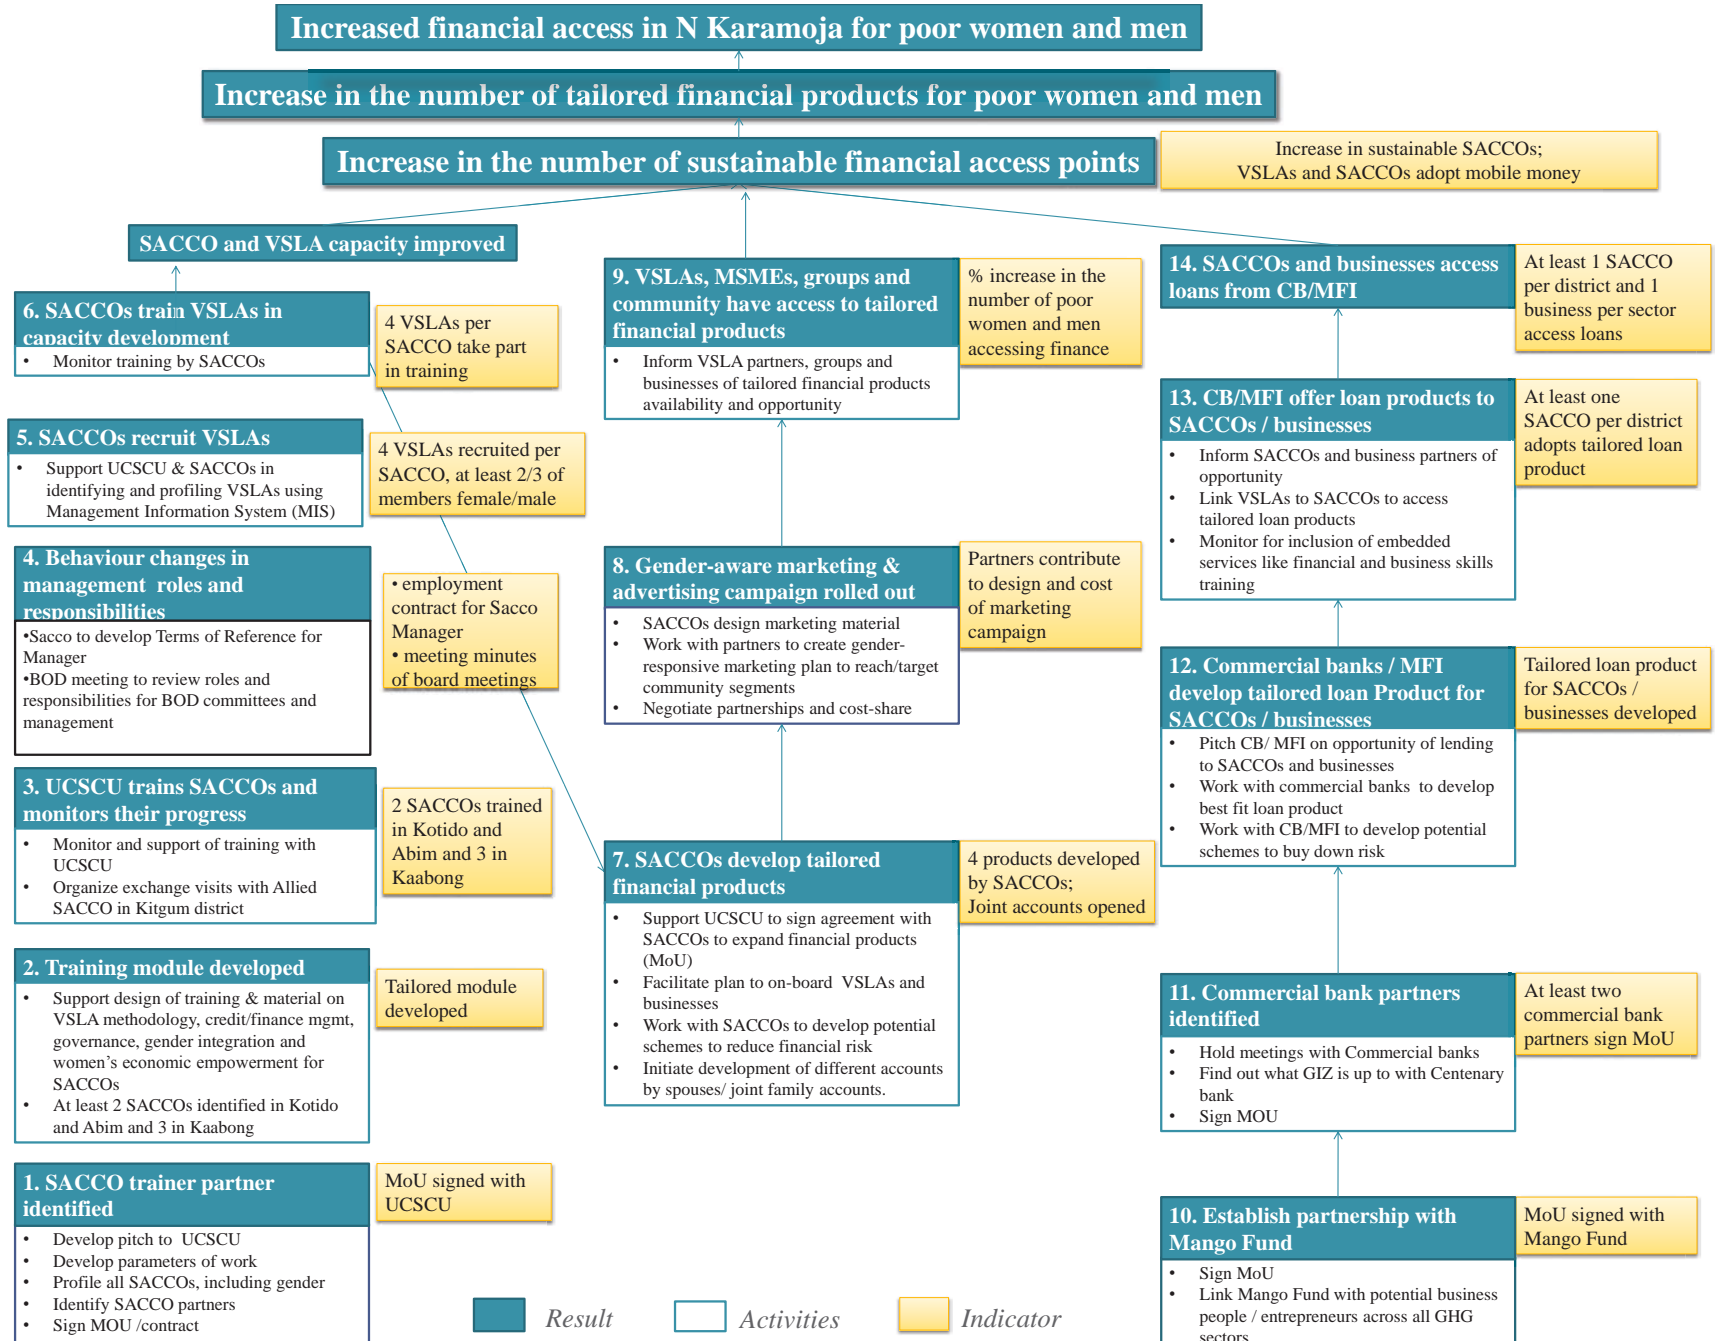 Increased financial access in N Karamoja for poor women and men
Increase in the number of tailored financial products for poor women and men
Increase in the number of sustainable financial access points
Increase in sustainable SACCOs;
VSLAs and SACCOs adopt mobile money
SACCO and VSLA capacity improved
6. SACCOs train VSLAs in
capacity development
• Monitor training by SACCOs
4 VSLAs per
SACCO take part
in training
5. SACCOs recruit VSLAs
• Support UCSCU & SACCOs in
identifying and profiling VSLAs using
Management Information System (MIS)
4 VSLAs recruited per
SACCO, at least 2/3 of
members female/male
4. Behaviour changes in
management roles and
responsibilities
•Sacco to develop Terms of Reference for
Manager
•BOD meeting to review roles and
responsibilities for BOD committees and
management
• employment
contract for Sacco
Manager
• meeting minutes
of board meetings
3. UCSCU trains SACCOs and
monitors their progress
• Monitor and support of training with
UCSCU
• Organize exchange visits with Allied
SACCO in Kitgum district
2 SACCOs trained
in Kotido and
Abim and 3 in
Kaabong
2. Training module developed
• Support design of training & material on
VSLA methodology, credit/finance mgmt,
governance, gender integration and
women's economic empowerment for
SACCOs
• At least 2 SACCOs identified in Kotido
and Abim and 3 in Kaabong
Tailored module
developed
1. SACCO trainer partner
identified
• Develop pitch to UCSCU
• Develop parameters of work
• Profile all SACCOs, including gender
• Identify SACCO partners
• Sign MOU /contract
MoU signed with
UCSCU
9. VSLAs, MSMEs, groups and
community have access to tailored
financial products
• Inform VSLA partners, groups and
businesses of tailored financial products
availability and opportunity
% increase in the
number of poor
women and men
accessing finance
8. Gender-aware marketing &
advertising campaign rolled out
• SACCOs design marketing material
• Work with partners to create gender-
responsive marketing plan to reach/target
community segments
• Negotiate partnerships and cost-share
Partners contribute
to design and cost
of marketing
campaign
7. SACCOs develop tailored
financial products
• Support UCSCU to sign agreement with
SACCOs to expand financial products
(MoU)
• Facilitate plan to on-board VSLAs and
businesses
• Work with SACCOs to develop potential
schemes to reduce financial risk
• Initiate development of different accounts
by spouses/ joint family accounts.
4 products developed
by SACCOs;
Joint accounts opened
14. SACCOs and businesses access
loans from CB/MFI
At least 1 SACCO
per district and 1
business per sector
access loans
13. CB/MFI offer loan products to
SACCOs / businesses
• Inform SACCOs and business partners of
opportunity
• Link VSLAs to SACCOs to access
tailored loan products
• Monitor for inclusion of embedded
services like financial and business skills
training
At least one
SACCO per district
adopts tailored loan
product
12. Commercial banks / MFI
develop tailored loan Product for
SACCOs / businesses
• Pitch CB/ MFI on opportunity of lending
to SACCOs and businesses
• Work with commercial banks to develop
best fit loan product
• Work with CB/MFI to develop potential
schemes to buy down risk
Tailored loan product
for SACCOs /
businesses developed
11. Commercial bank partners
identified
• Hold meetings with Commercial banks
• Find out what GIZ is up to with Centenary
bank
• Sign MOU
At least two
commercial bank
partners sign MoU
10. Establish partnership with
Mango Fund
• Sign MoU
• Link Mango Fund with potential business
people / entrepreneurs across all GHG
sectors
MoU signed with
Mango Fund
Result
Activities
Indicator